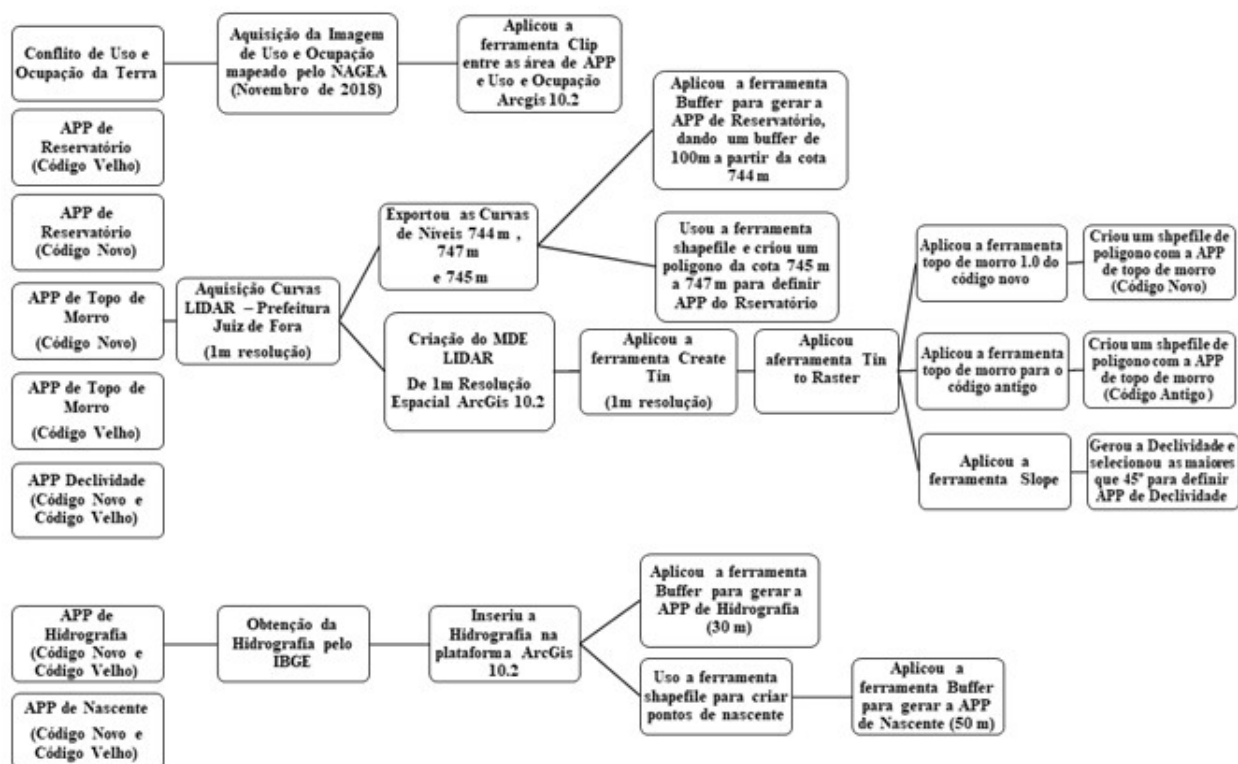 Conflito de Uso e
Ocupação da Terra
Aquisição da Imagem
de Uso e Ocupação
mapeado pelo NAGEA
(Novembro de 2018)
Aplicou a
ferramenta Clip
entre as área de APP
e Uso e Ocupação
Arcgis 10.2
APP de
Reservatório
(Código Velho)
APP de
Reservatório
(Código Novo)
APP de Topo de
Morro
(Código Novo)
APP de Topo de
Morro
(Código Velho)
APP Declividade
(Código Novo e
Código Velho)
Aquisição Curvas
LIDAR – Prefeitura
Juiz de Fora
(1m resolução)
Exportou as Curvas
de Níveis 744 m ,
747 m
e 745 m
Aplicou a ferramenta
Buffer para gerar a
APP de Reservatório,
dando um buffer de
100m a partir da cota
744 m
Usou a ferramenta
shapefile e criou um
polígono da cota 745 m
a 747 m para definir
APP do Rservatório
Criação do MDE
LIDAR
De 1m Resolução
Espacial ArcGis 10.2
Aplicou a
ferramenta Create
Tin
(1m resolução)
Aplicou
aferramenta Tin
to Raster
Aplicou a ferramenta
topo de morro 1.0 do
código novo
Criou um shpefile de
polígono com a APP
de topo de morro
(Código Novo)
Aplicou a ferramenta
topo de morro para o
código antigo
Criou um shpefile de
polígono com a APP
de topo de morro
(Código Antigo )
Aplicou a
ferramenta Slope
Gerou a Declividade e
selecionou as maiores
que 45º para definir
APP de Declividade
APP de
Hidrografia
(Código Novo e
Código Velho)
Obtenção da
Hidrografia pelo
IBGE
Inseriu a
Hidrografia na
plataforma ArcGis
10.2
Aplicou a ferramenta
Buffer para gerar a
APP de Hidrografia
(30 m)
Uso a ferramenta
shapefile para criar
pontos de nascente
Aplicou a
ferramenta Buffer
para gerar a APP
de Nascente (50 m)
APP de Nascente
(Código Novo e
Código Velho)